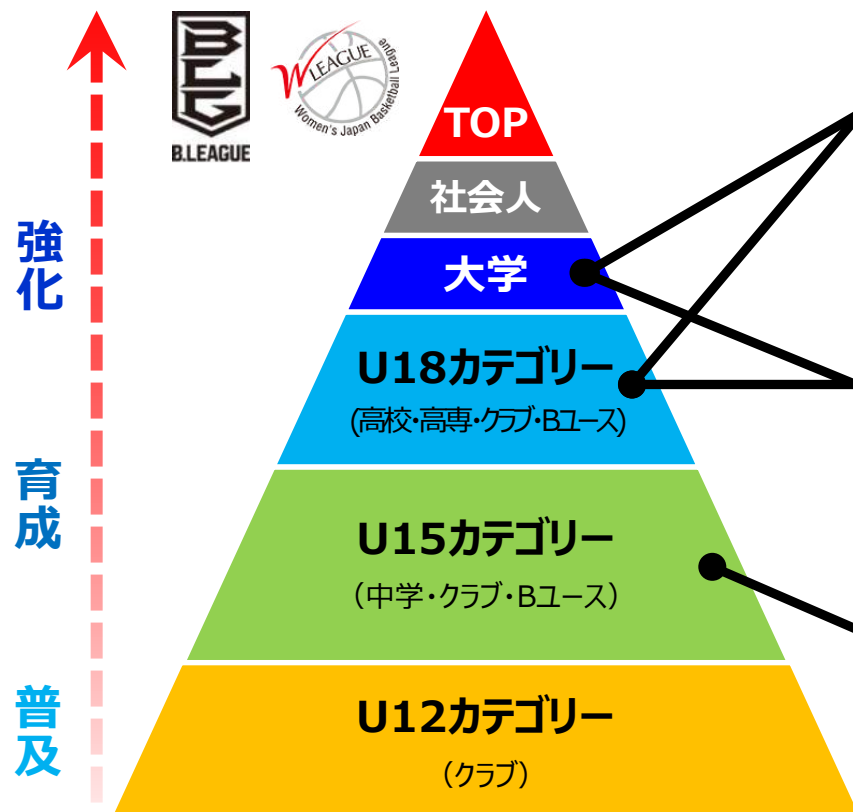 BLG
B.LEAGUE
W LEAGUE
Women's Japan Basketball League
TOP
社会人
大学
U18カテゴリー
(高校・高専・クラブ・Bユース)
U15カテゴリー
(中学・クラブ・Bユース)
U12カテゴリー
(クラブ)
強化
育成
普及